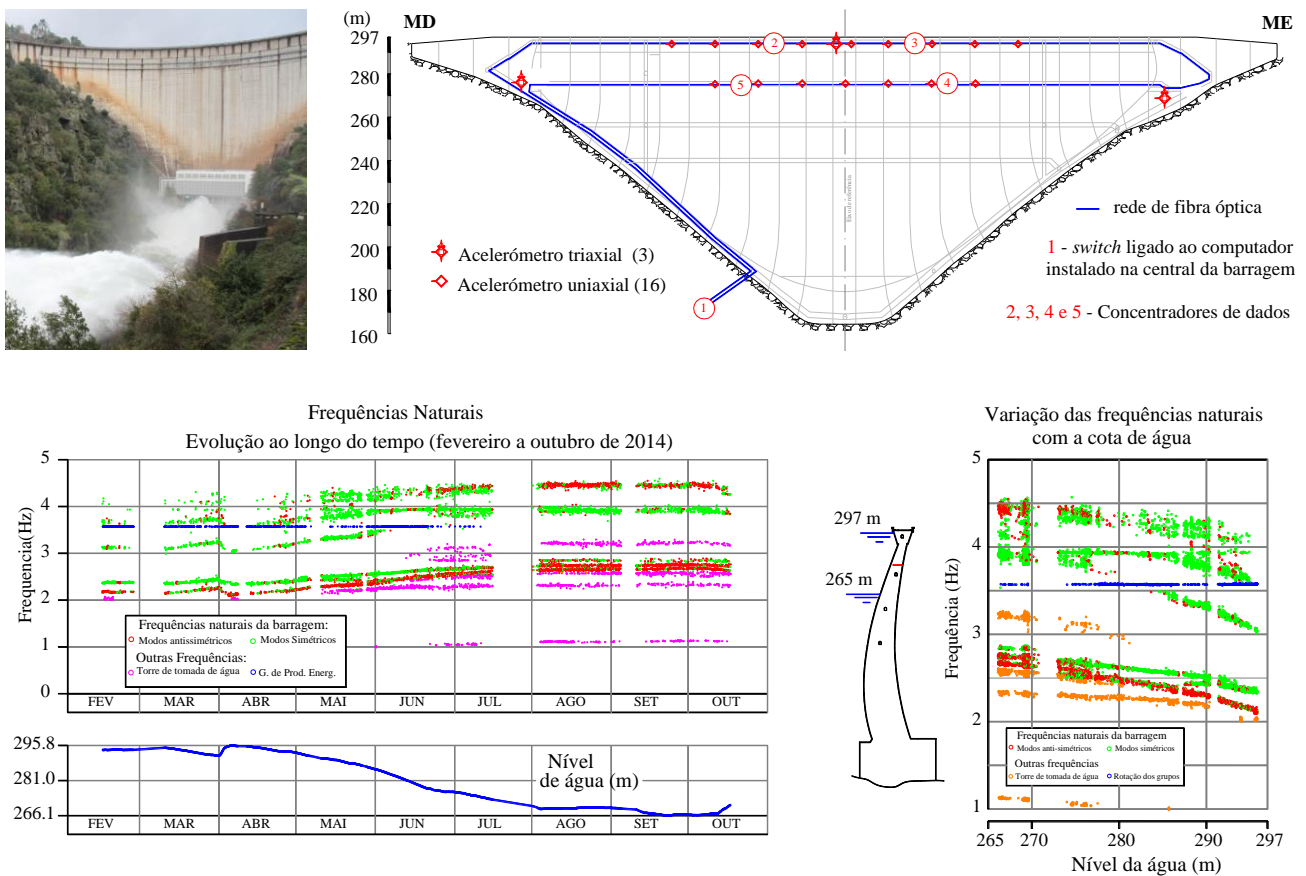 (m)
MD
ME
297
280
260
240
220
200
180
160
2
3
5
4
1
Acelerómetro triaxial (3)
Acelerómetro uniaxial (16)
rede de fibra óptica
1 - switch ligado ao computador
instalado na central da barragem
2, 3, 4 e 5 - Concentradores de dados
Frequências Naturais
Evolução ao longo do tempo (fevereiro a outubro de 2014)
Frequencia(Hz)
5
4
3
2
1
0
Frequências naturais da barragem:
Modos antissimétricos
Modos Simétricos
Outras Frequências:
Torre de tomada de água
G. de Prod. Energ.
FEV MAR ABR MAI JUN JUL AGO SET OUT
295.8
281.0
266.1
Nível
de água (m)
FEV MAR ABR MAI JUN JUL AGO SET OUT
297 m
265 m
Variação das frequências naturais
com a cota de água
Frequência (Hz)
5
4
3
2
1
Frequências naturais da barragem
Modos anti-simétricos
Modos simétricos
Outras frequências
Torre de tomada de água
Rotação dos grupos
265 270 280 290 297
Nível da água (m)